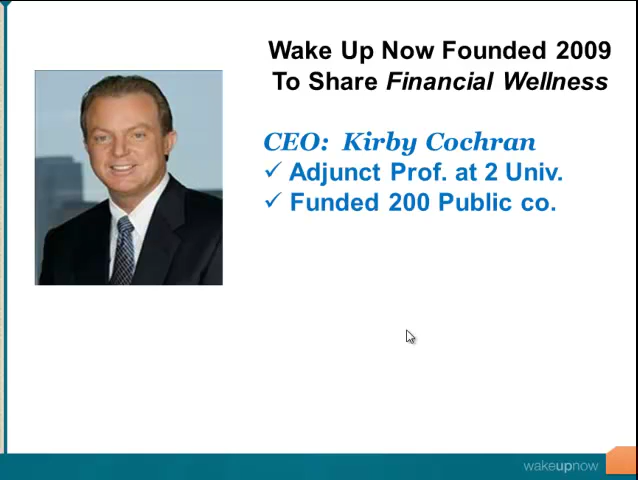 Wake Up Now Founded 2009
To Share Financial Wellness
CEO: Kirby Cochran
✓ Adjunct Prof. at 2 Univ.
✓ Funded 200 Public co.
wakeupnow